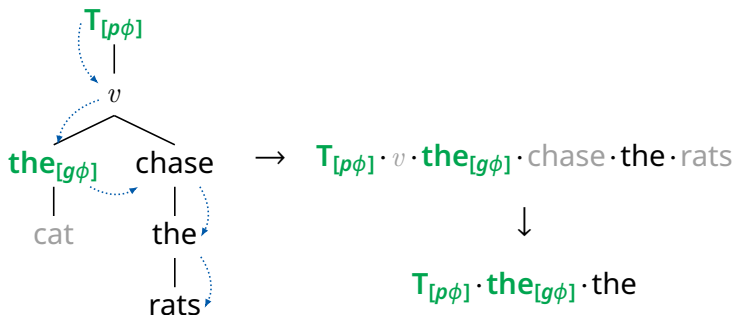 T[pϕ]
v
the[gϕ] chase → T[pϕ] · v · the[gϕ] · chase · the · rats
cat the ↓
rats T[pϕ] · the[gϕ] · the